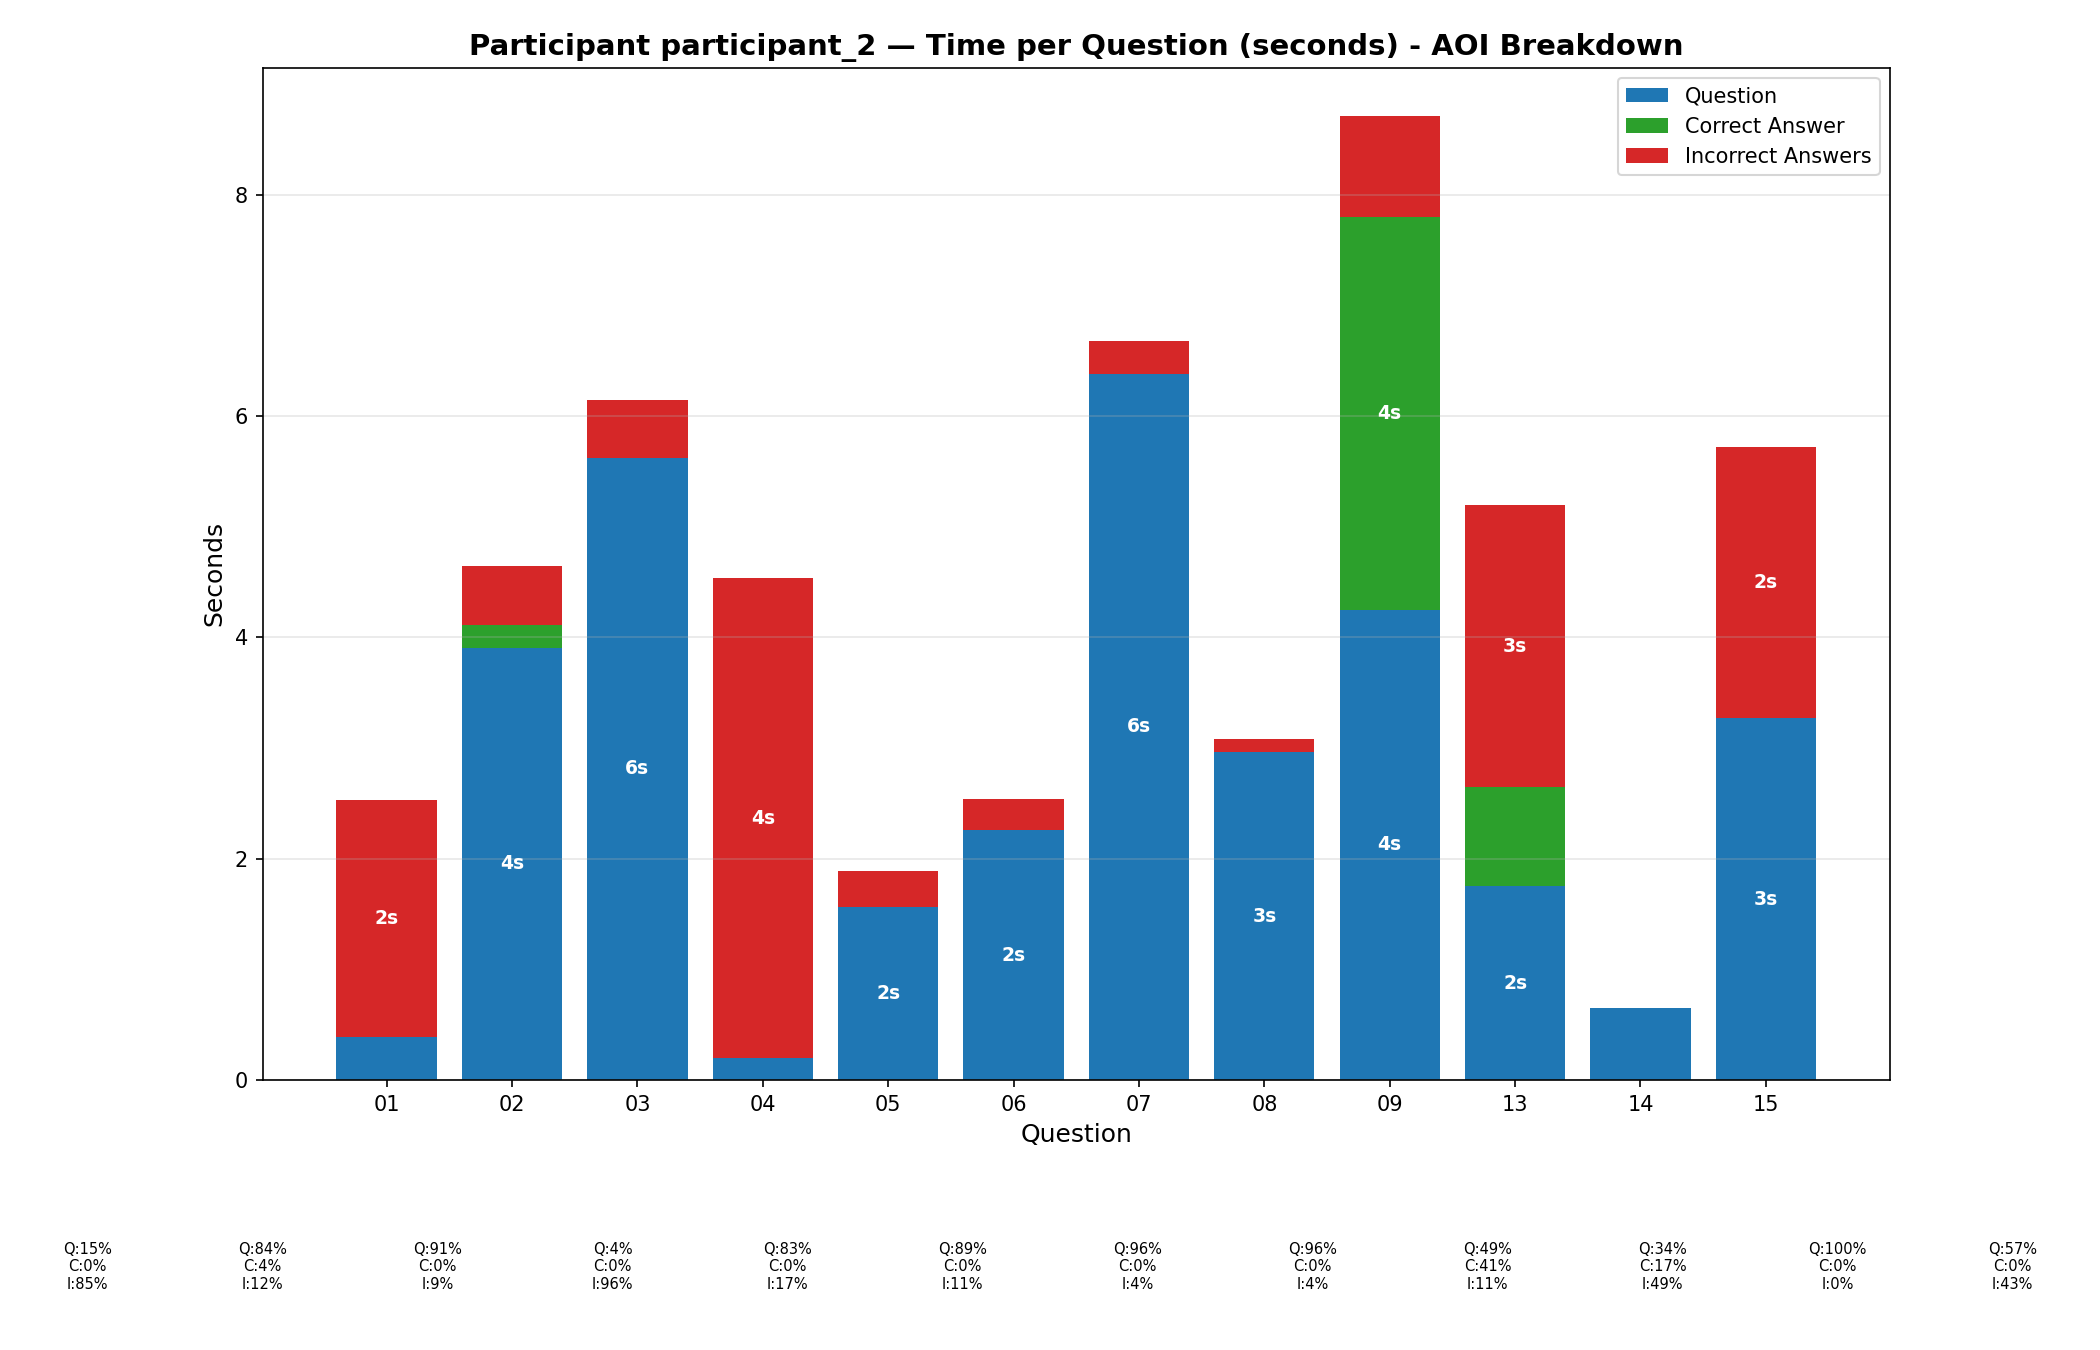 Participant participant_2 — Time per Question (seconds) - AOI Breakdown
Question
Correct Answer
Incorrect Answers
Seconds
8
6
4
2
0
2s
4s
6s
4s
2s
2s
6s
3s
4s
4s
2s
3s
3s
2s
01 02 03 04 05 06 07 08 09 13 14 15
Question
Q:15% Q:84% Q:91% Q:4% Q:83% Q:89% Q:96% Q:96% Q:49% Q:34% Q:100% Q:57%
C:0% C:4% C:0% C:0% C:0% C:0% C:0% C:0% C:41% C:17% C:0% C:0%
I:85% I:12% I:9% I:96% I:17% I:11% I:4% I:4% I:11% I:49% I:0% I:43%